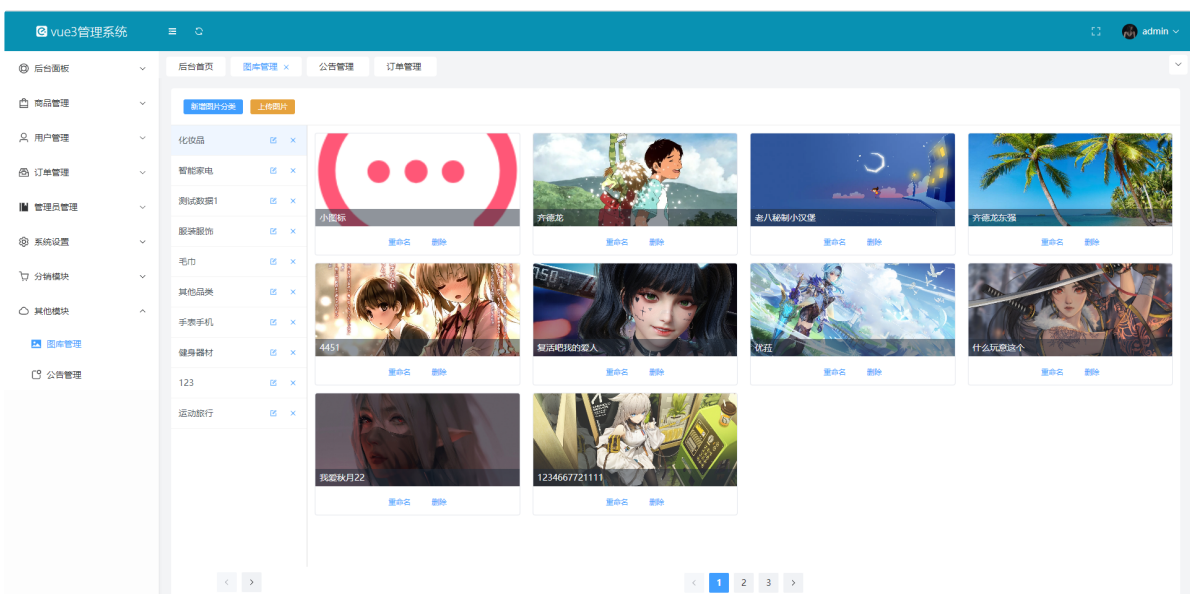 vue3管理系统
admin
后台面板
商品管理
用户管理
订单管理
管理员管理
系统设置
分销模块
其他模块
图库管理
公告管理
后台首页 图库管理 公告管理 订单管理
新增图片分类 上传图片
化妆品
智能家电
测试数据1
服装服饰
毛巾
其他品类
手表手机
健身器材
123
运动旅行
小图标 齐德龙 老八秘制小汉堡 齐德龙东强
重命名 删除 重命名 删除 重命名 删除 重命名 删除
4451 复活吧我的爱人 优菈 什么玩意这个
重命名 删除 重命名 删除 重命名 删除 重命名 删除
我爱秋月22 1234667721111
重命名 删除 重命名 删除
1 2 3